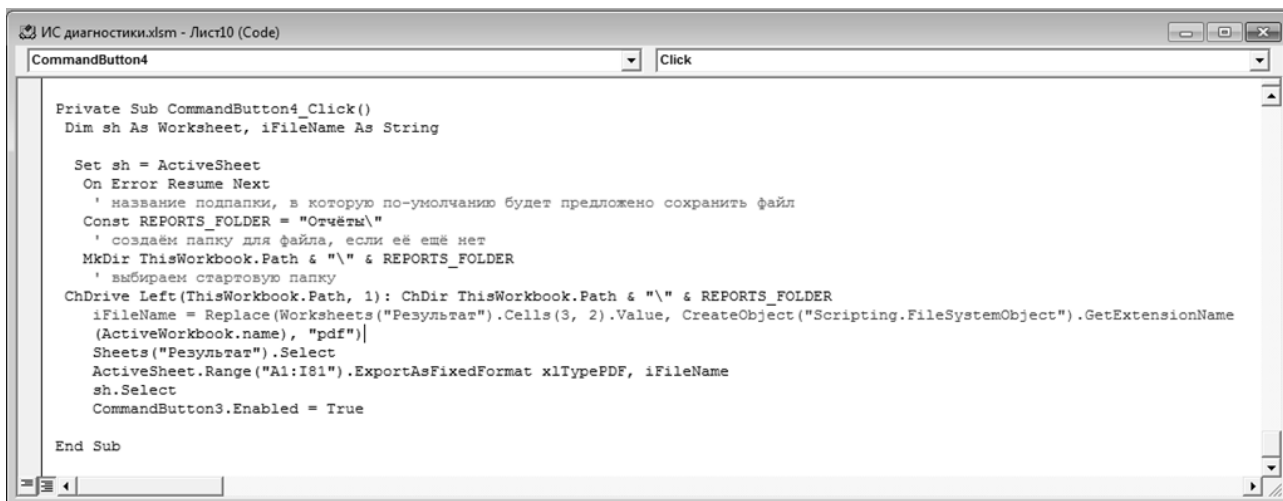 ИС диагностики.xlsm - Лист10 (Code)
CommandButton4 Click
Private Sub CommandButton4_Click()
Dim sh As Worksheet, iFileName As String
Set sh = ActiveSheet
On Error Resume Next
' название подпапки, в которую по-умолчанию будет предложено сохранить файл
Const REPORTS_FOLDER = "Отчёты\"
' создаём папку для файла, если её ещё нет
MkDir ThisWorkbook.Path & "\" & REPORTS_FOLDER
' выбираем стартовую папку
ChDrive Left(ThisWorkbook.Path, 1): ChDir ThisWorkbook.Path & "\" & REPORTS_FOLDER
iFileName = Replace(Worksheets("Результат").Cells(3, 2).Value, CreateObject("Scripting.FileSystemObject").GetExtensionName
(ActiveWorkbook.name), "pdf")
Sheets("Результат").Select
ActiveSheet.Range("A1:I81").ExportAsFixedFormat xlTypePDF, iFileName
sh.Select
CommandButton3.Enabled = True
End Sub